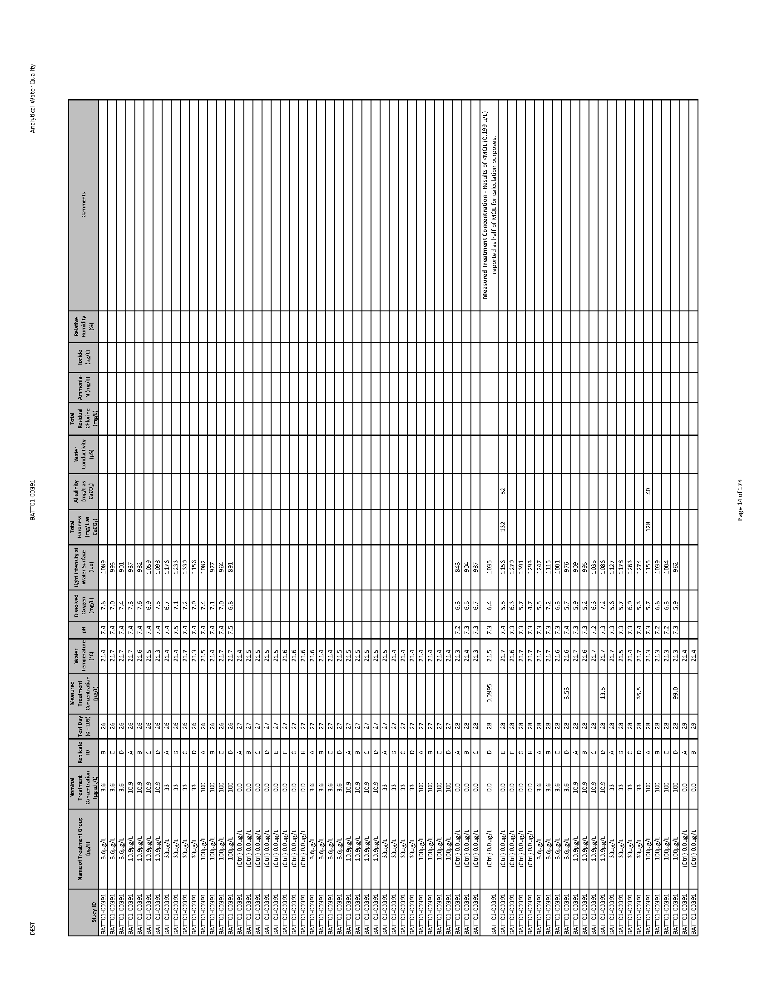 DEST BATT01-00391 Analytical Water Quality
Study ID Name of Treatment Group (µg/L) Nominal Treatment Concentration (µg a.i./L) Replicate ID Test Day (0 - 109) Measured Treatment Concentration (µg/L) Water Temperature (°C) pH Dissolved Oxygen (mg/L) Light Intensity at Water Surface (lux) Total Hardness (mg/L as CaCO₃) Alkalinity (mg/L as CaCO₃) Water Conductivity (µS) Total Residual Chlorine (mg/L) Ammonia-N (mg/L) Iodide (µg/L) Relative Humidity (%) Comments
BATT01-00391 3.6µg/L 3.6 B 26 21.4 7.4 7.8 1089
BATT01-00391 3.6µg/L 3.6 C 26 21.7 7.4 7.0 993
BATT01-00391 3.6µg/L 3.6 D 26 21.7 7.4 7.4 901
BATT01-00391 10.9µg/L 10.9 A 26 21.7 7.4 7.3 937
BATT01-00391 10.9µg/L 10.9 B 26 21.6 7.4 7.6 982
BATT01-00391 10.9µg/L 10.9 C 26 21.5 7.4 6.9 1059
BATT01-00391 10.9µg/L 10.9 D 26 21.3 7.4 7.5 1098
BATT01-00391 33µg/L 33 A 26 21.4 7.4 6.7 1176
BATT01-00391 33µg/L 33 B 26 21.4 7.5 7.1 1233
BATT01-00391 33µg/L 33 C 26 21.7 7.4 7.2 1339
BATT01-00391 33µg/L 33 D 26 21.3 7.4 7.0 1156
BATT01-00391 100µg/L 100 A 26 21.5 7.4 7.4 1082
BATT01-00391 100µg/L 100 B 26 21.4 7.4 7.1 977
BATT01-00391 100µg/L 100 C 26 21.7 7.4 7.0 964
BATT01-00391 100µg/L 100 D 26 21.7 7.5 6.8 891
BATT01-00391 (Ctrl) 0.0µg/L 0.0 A 27 21.4
BATT01-00391 (Ctrl) 0.0µg/L 0.0 B 27 21.5
BATT01-00391 (Ctrl) 0.0µg/L 0.0 C 27 21.5
BATT01-00391 (Ctrl) 0.0µg/L 0.0 D 27 21.5
BATT01-00391 (Ctrl) 0.0µg/L 0.0 E 27 21.5
BATT01-00391 (Ctrl) 0.0µg/L 0.0 F 27 21.6
BATT01-00391 (Ctrl) 0.0µg/L 0.0 G 27 21.6
BATT01-00391 (Ctrl) 0.0µg/L 0.0 H 27 21.6
BATT01-00391 3.6µg/L 3.6 A 27 21.6
BATT01-00391 3.6µg/L 3.6 B 27 21.4
BATT01-00391 3.6µg/L 3.6 C 27 21.4
BATT01-00391 3.6µg/L 3.6 D 27 21.5
BATT01-00391 10.9µg/L 10.9 A 27 21.5
BATT01-00391 10.9µg/L 10.9 B 27 21.5
BATT01-00391 10.9µg/L 10.9 C 27 21.5
BATT01-00391 10.9µg/L 10.9 D 27 21.5
BATT01-00391 33µg/L 33 A 27 21.5
BATT01-00391 33µg/L 33 B 27 21.4
BATT01-00391 33µg/L 33 C 27 21.4
BATT01-00391 33µg/L 33 D 27 21.4
BATT01-00391 100µg/L 100 A 27 21.4
BATT01-00391 100µg/L 100 B 27 21.4
BATT01-00391 100µg/L 100 C 27 21.4
BATT01-00391 100µg/L 100 D 27 21.4
BATT01-00391 (Ctrl) 0.0µg/L 0.0 A 28 21.3 7.2 6.3 843
BATT01-00391 (Ctrl) 0.0µg/L 0.0 B 28 21.4 7.3 6.5 904
BATT01-00391 (Ctrl) 0.0µg/L 0.0 C 28 21.3 7.3 6.7 987
BATT01-00391 (Ctrl) 0.0µg/L 0.0 D 28 0.0995 21.5 7.3 6.4 1035 Measured Treatment Concentration - Results of <MQL (0.199 µ/L)
reported as half of MQL for calculation purposes.
BATT01-00391 (Ctrl) 0.0µg/L 0.0 E 28 21.7 7.4 5.5 1156 132 52
BATT01-00391 (Ctrl) 0.0µg/L 0.0 F 28 21.6 7.3 6.3 1270
BATT01-00391 (Ctrl) 0.0µg/L 0.0 G 28 21.7 7.3 5.7 1391
BATT01-00391 (Ctrl) 0.0µg/L 0.0 H 28 21.7 7.3 4.7 1293
BATT01-00391 3.6µg/L 3.6 A 28 21.7 7.3 5.5 1247
BATT01-00391 3.6µg/L 3.6 B 28 21.7 7.3 7.2 1115
BATT01-00391 3.6µg/L 3.6 C 28 21.6 7.3 6.3 1001
BATT01-00391 3.6µg/L 3.6 D 28 3.53 21.6 7.4 5.7 976
BATT01-00391 10.9µg/L 10.9 A 28 21.7 7.3 5.9 909
BATT01-00391 10.9µg/L 10.9 B 28 21.6 7.3 5.2 995
BATT01-00391 10.9µg/L 10.9 C 28 21.7 7.2 6.3 1035
BATT01-00391 10.9µg/L 10.9 D 28 13.5 21.7 7.3 7.2 1086
BATT01-00391 33µg/L 33 A 28 21.7 7.3 5.6 1127
BATT01-00391 33µg/L 33 B 28 21.5 7.3 5.7 1178
BATT01-00391 33µg/L 33 C 28 21.4 7.3 6.9 1263
BATT01-00391 33µg/L 33 D 28 35.5 21.7 7.4 5.3 1274
BATT01-00391 100µg/L 100 A 28 21.3 7.3 5.7 1155 128 40
BATT01-00391 100µg/L 100 B 28 21.3 7.2 6.8 1039
BATT01-00391 100µg/L 100 C 28 21.3 7.2 6.3 1004
BATT01-00391 100µg/L 100 D 28 99.0 21.3 7.3 5.9 962
BATT01-00391 (Ctrl) 0.0µg/L 0.0 A 29 21.4
BATT01-00391 (Ctrl) 0.0µg/L 0.0 B 29 21.4
Page 14 of 174